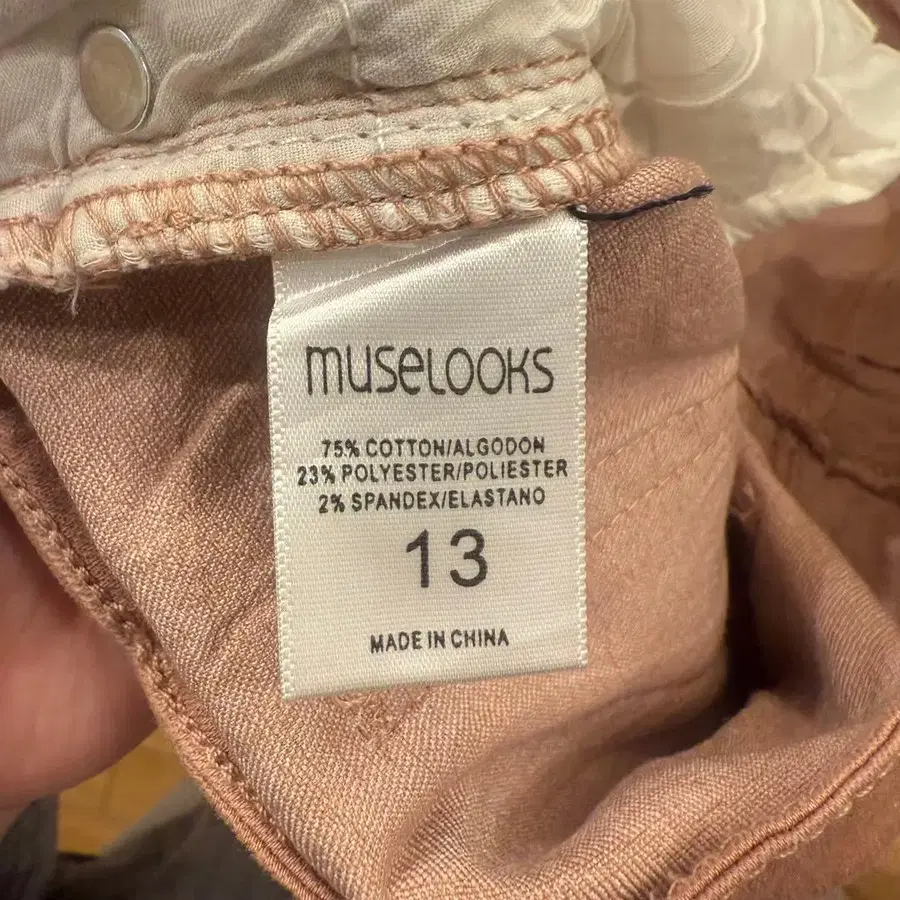 museLOOKS
75% COTTON/ALGODON
23% POLYESTER/POLIESTER
2% SPANDEX/ELASTANO
13
MADE IN CHINA